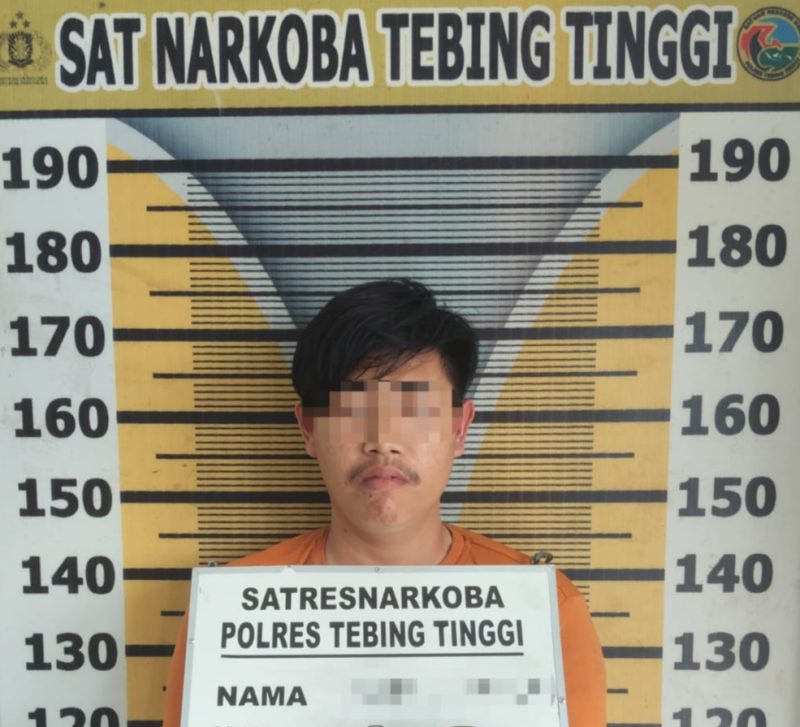 SAT NARKOBA TEBING TINGGI
190 190
180 180
170 170
160 160
150 150
140 140
130 130
120 120
SATRESNARKOBA
POLRES TEBING TINGGI
NAMA